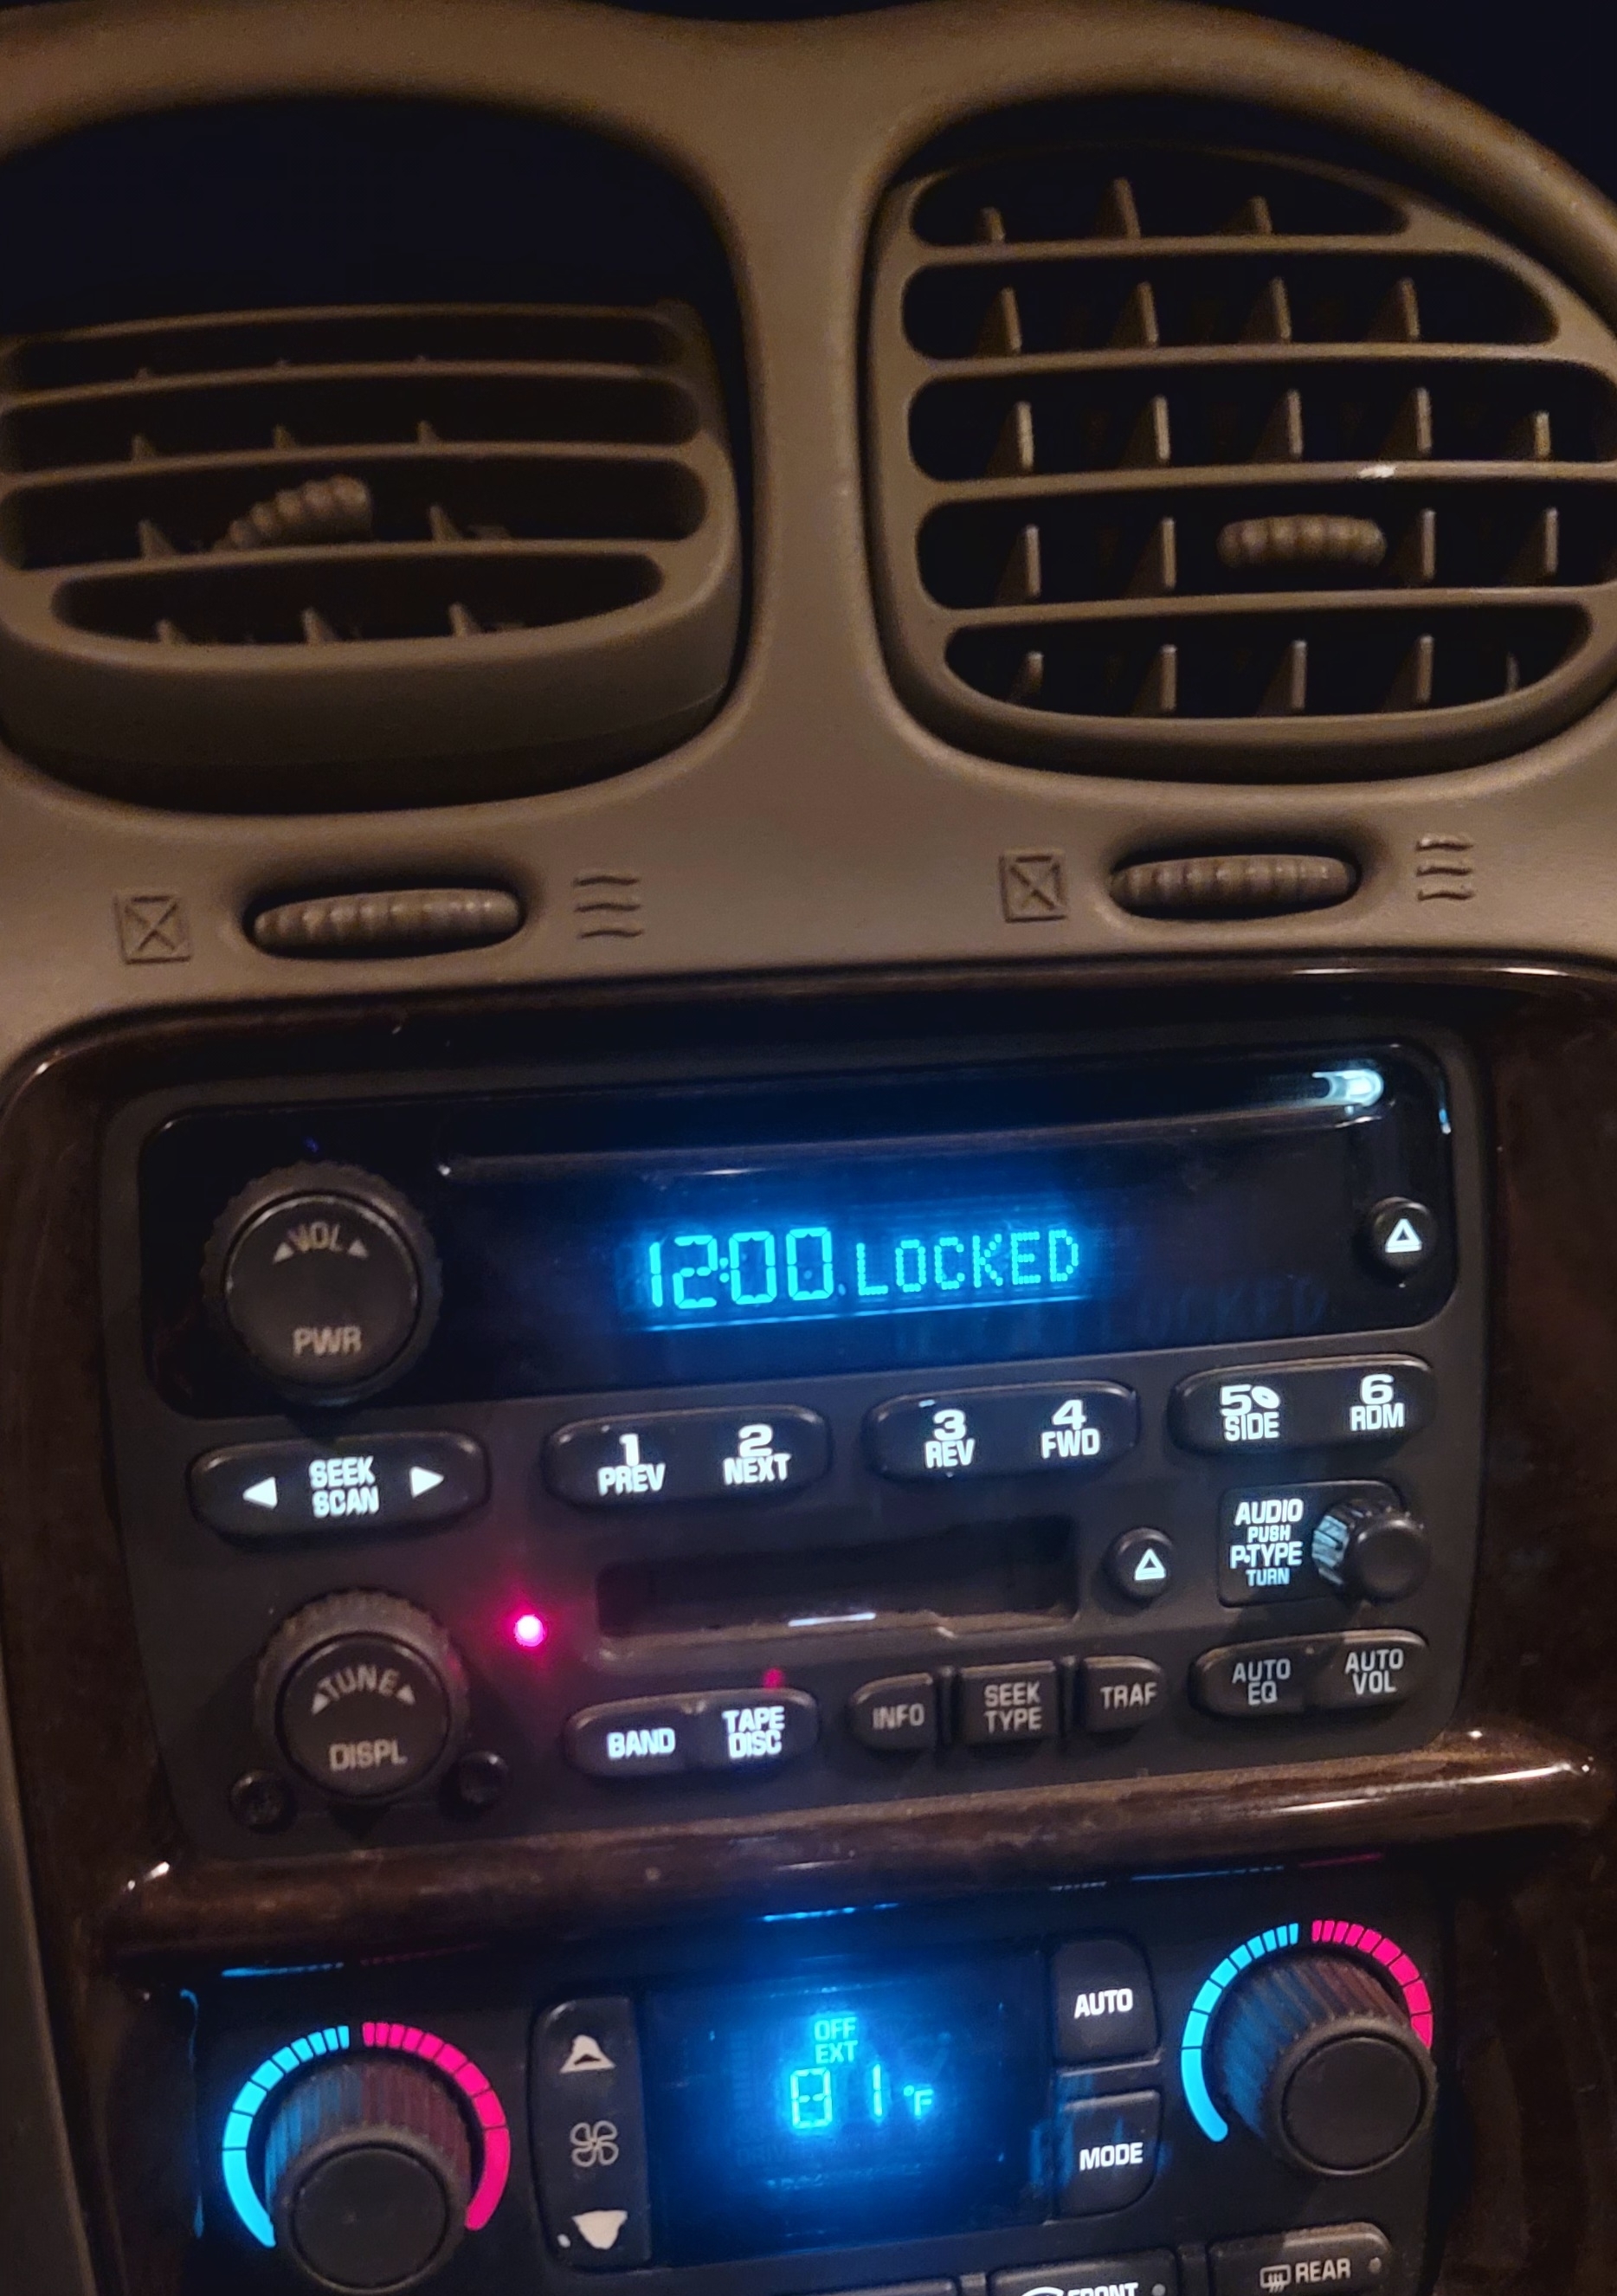 VOL
PWR
12:00 LOCKED
SEEK
SCAN
1
PREV
2
NEXT
3
REV
4
FWD
5
SIDE
6
RDM
AUDIO
PUSH
P-TYPE
TURN
TUNE
DISPL
BAND
TAPE
DISC
INFO
SEEK
TYPE
TRAF
AUTO
EQ
AUTO
VOL
OFF
EXT
81°F
AUTO
MODE
FRONT
REAR